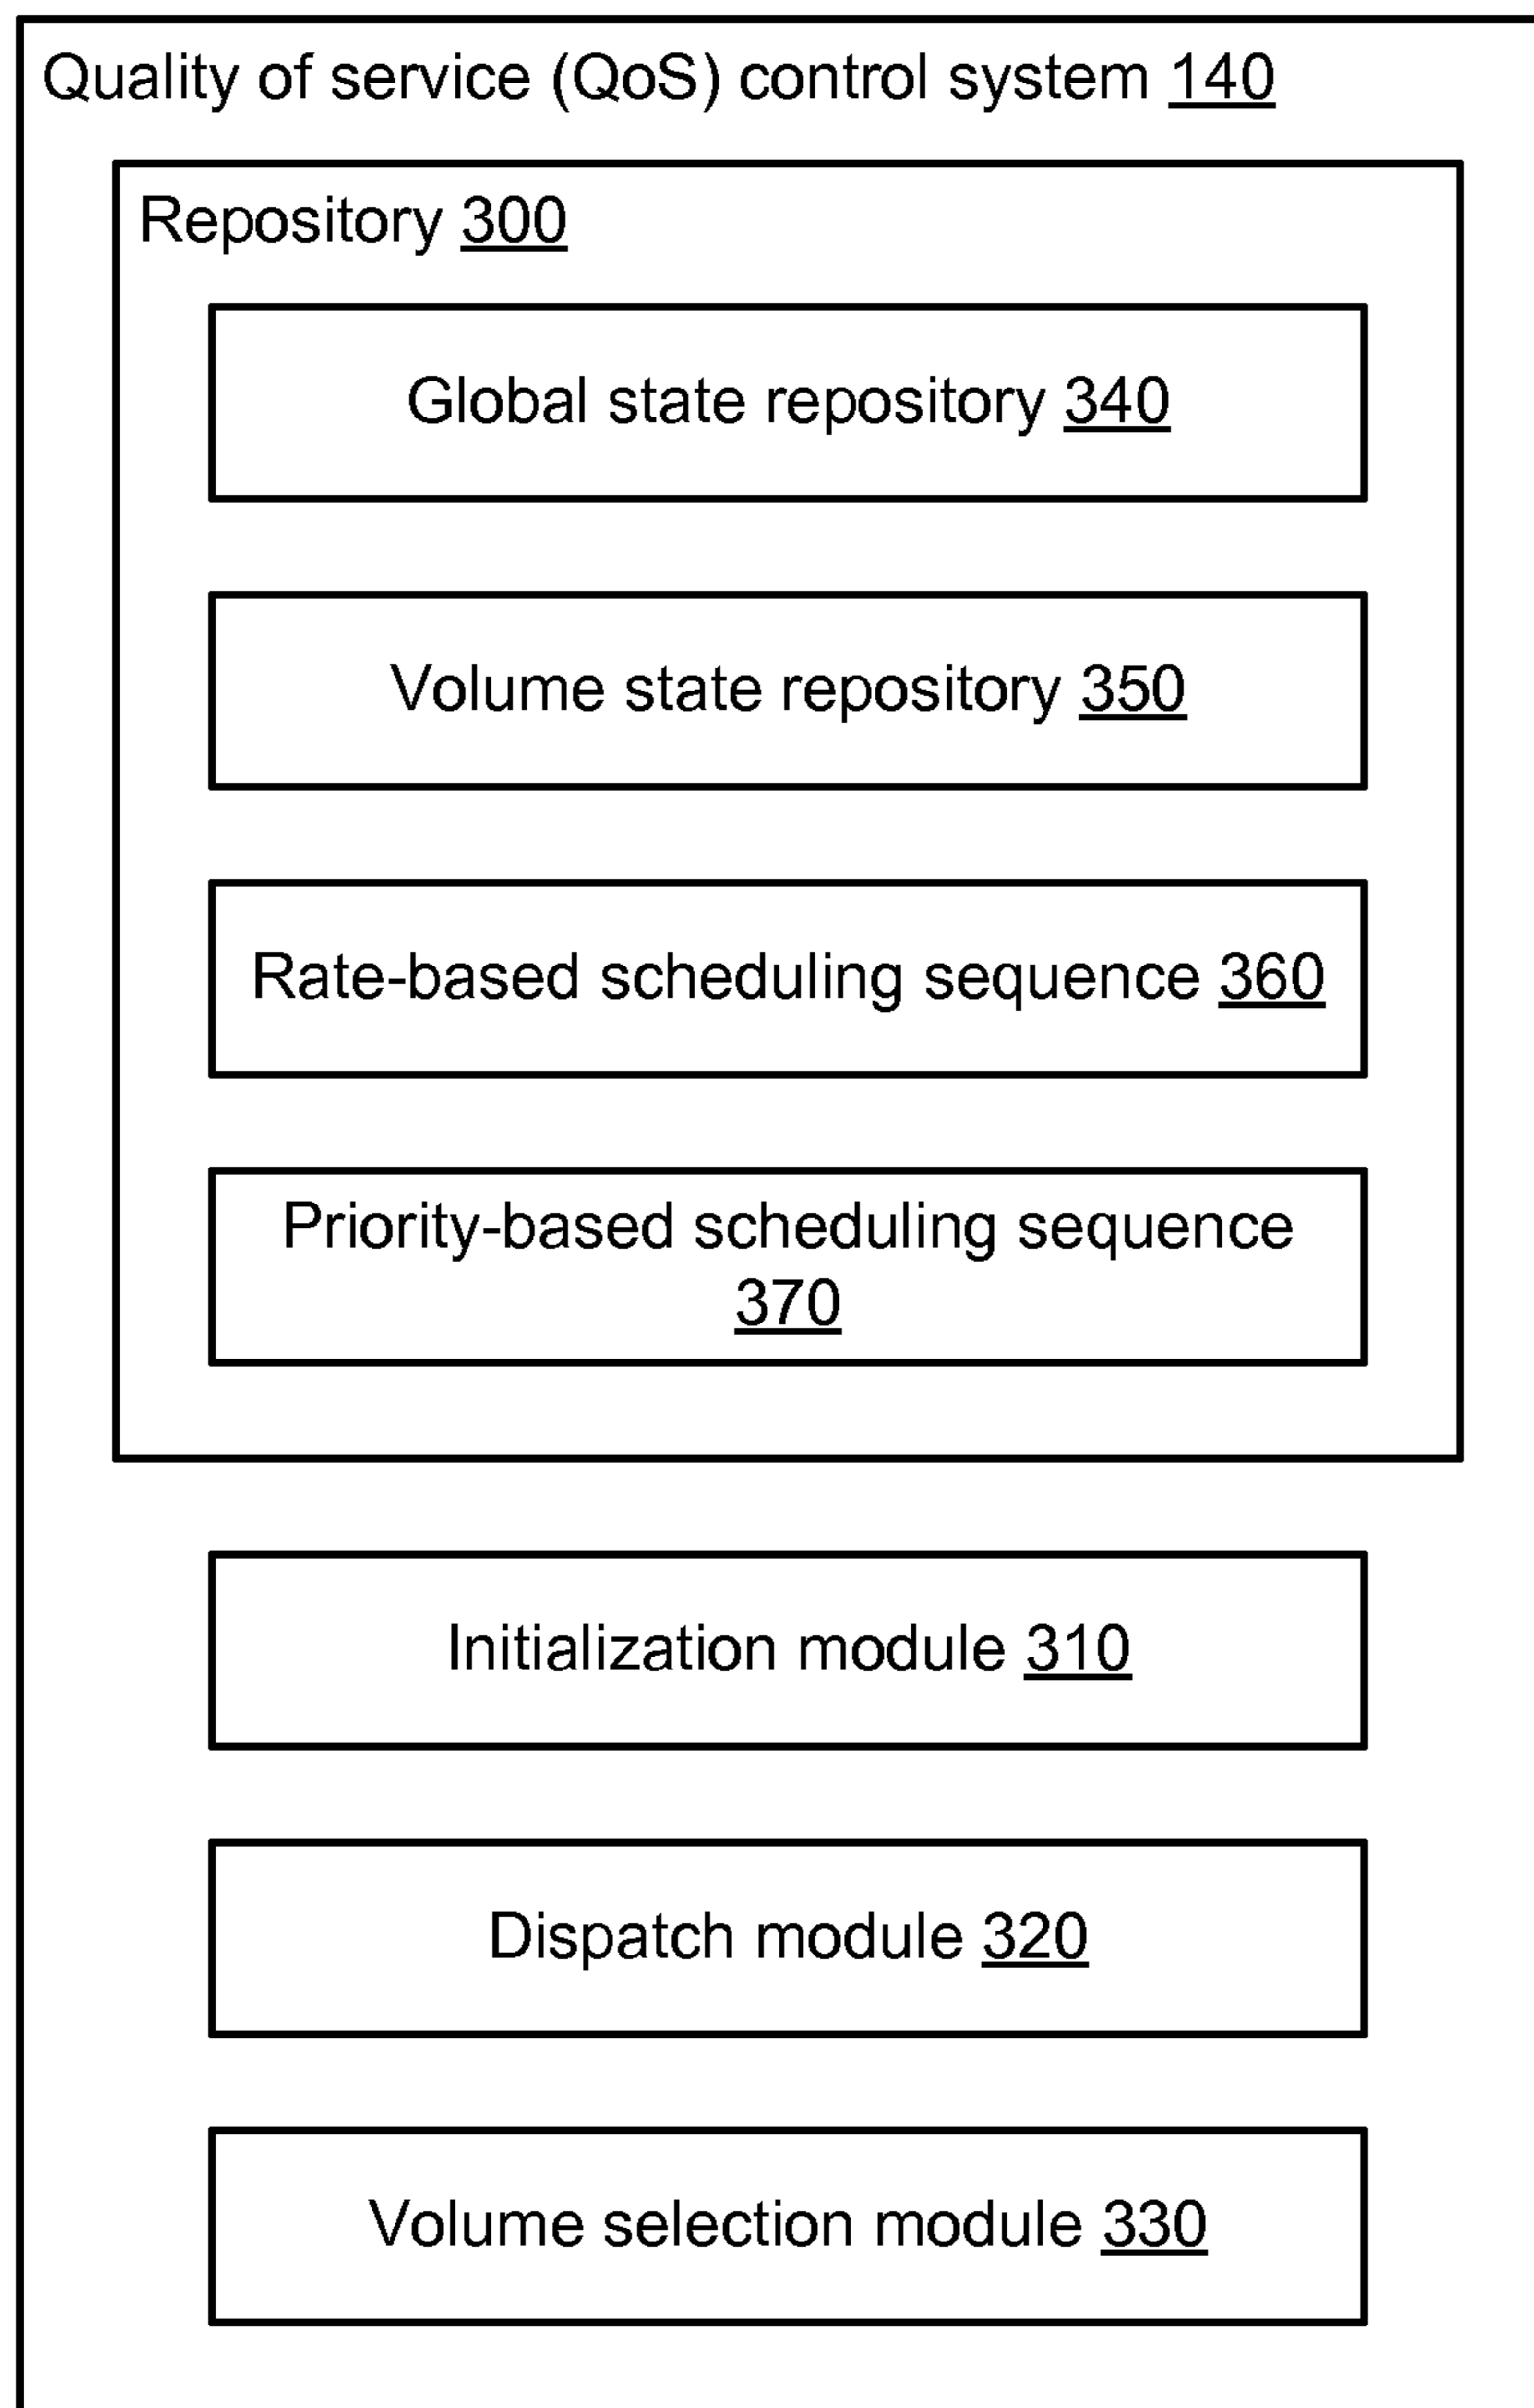 Quality of service (QoS) control system 140
Repository 300
Global state repository 340
Volume state repository 350
Rate-based scheduling sequence 360
Priority-based scheduling sequence
370
Initialization module 310
Dispatch module 320
Volume selection module 330